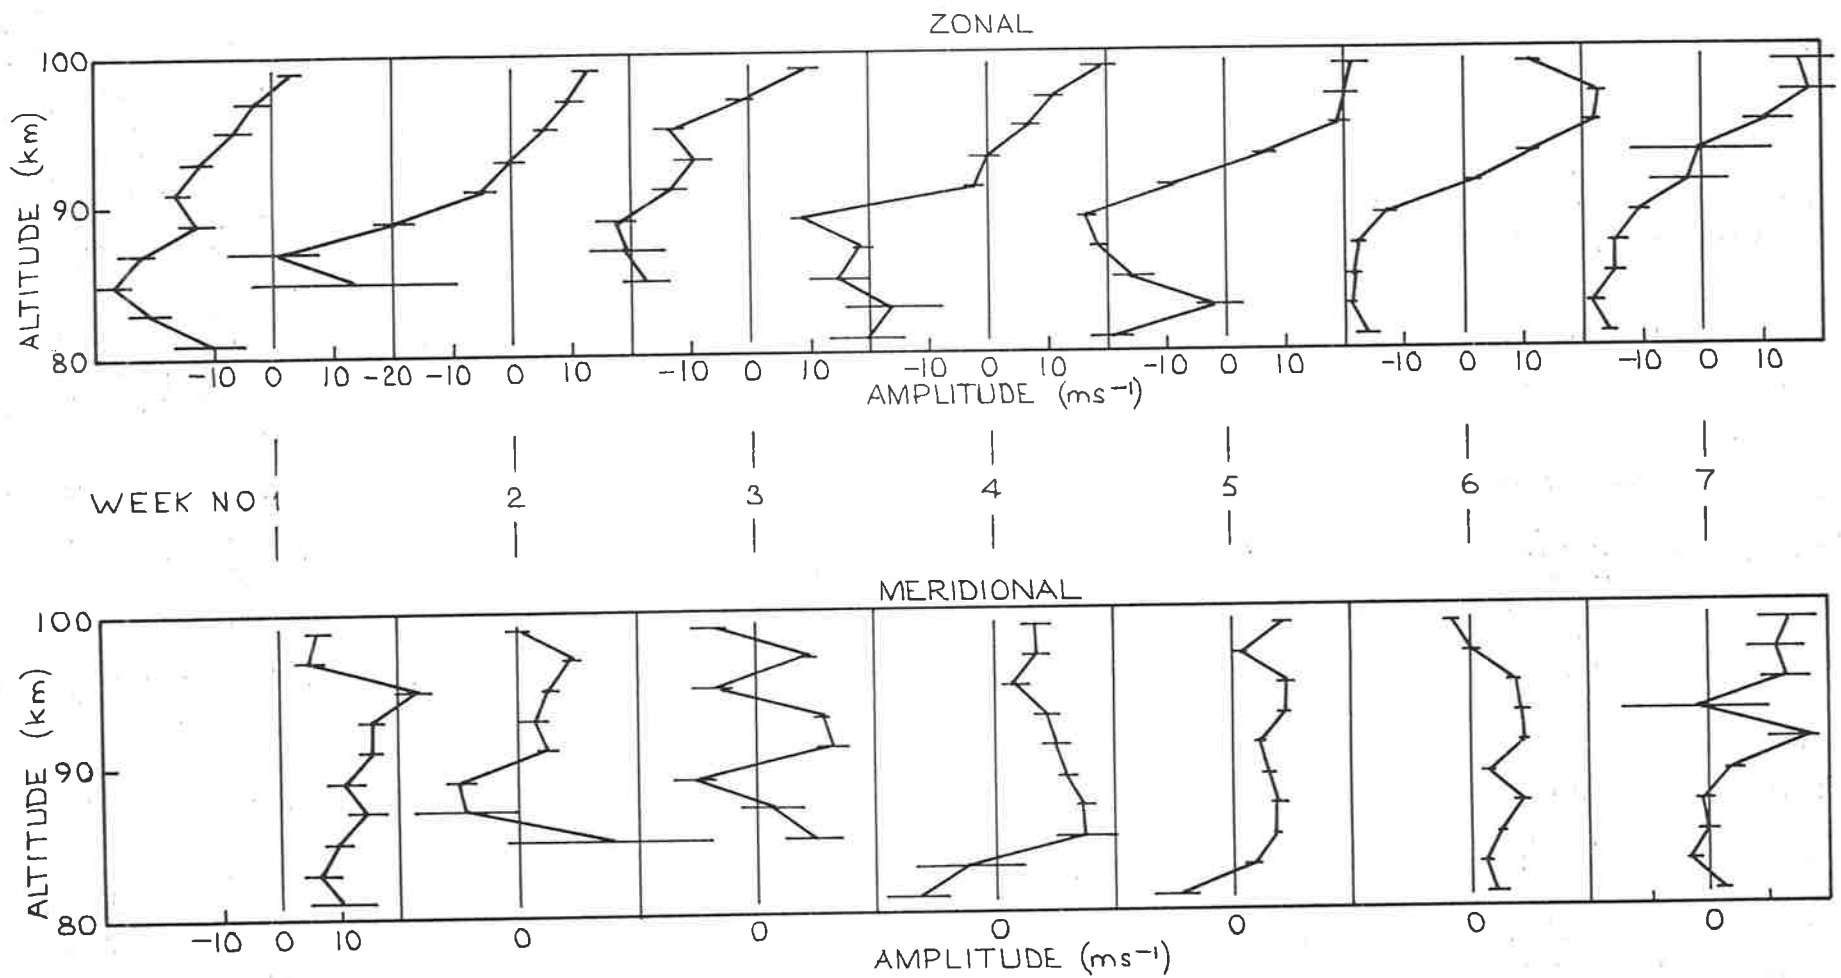 ZONAL
100
90
80
ALTITUDE (km)
-10 0 10 -20 -10 0 10 -10 0 10 -10 0 10 -10 0 10 -10 0 10 -10 0 10
AMPLITUDE (ms⁻¹)
WEEK NO 1 2 3 4 5 6 7
MERIDIONAL
100
90
80
ALTITUDE (km)
-10 0 10 0 0 0 0 0 0
AMPLITUDE (ms⁻¹)